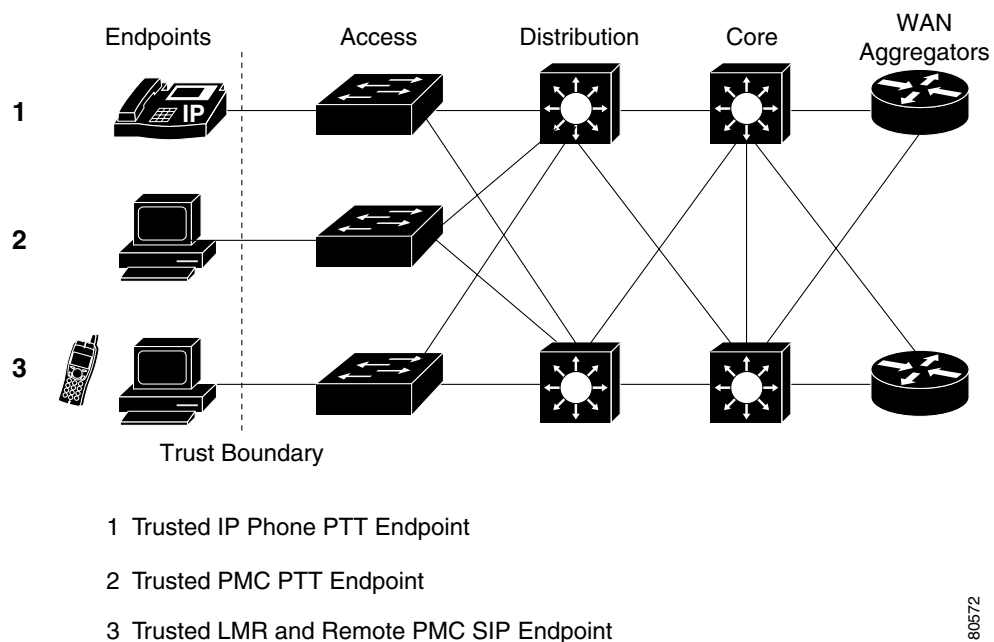 Endpoints Access Distribution Core WAN Aggregators
1
IP
2
3
Trust Boundary
1 Trusted IP Phone PTT Endpoint
2 Trusted PMC PTT Endpoint
3 Trusted LMR and Remote PMC SIP Endpoint
80572